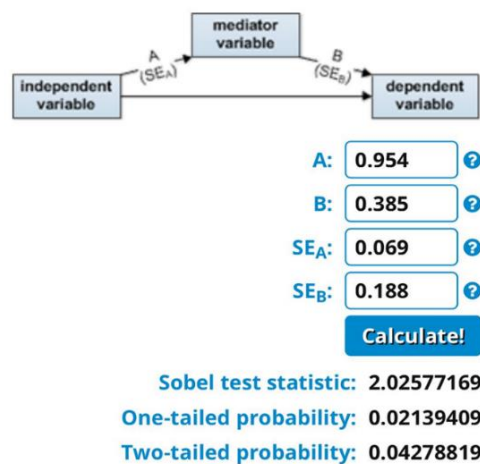 mediator
variable
A
(SEA)
B
(SEB)
independent
variable
dependent
variable
A: 0.954 ?
B: 0.385 ?
SEA: 0.069 ?
SEB: 0.188 ?
Calculate!
Sobel test statistic: 2.02577169
One-tailed probability: 0.02139409
Two-tailed probability: 0.04278819